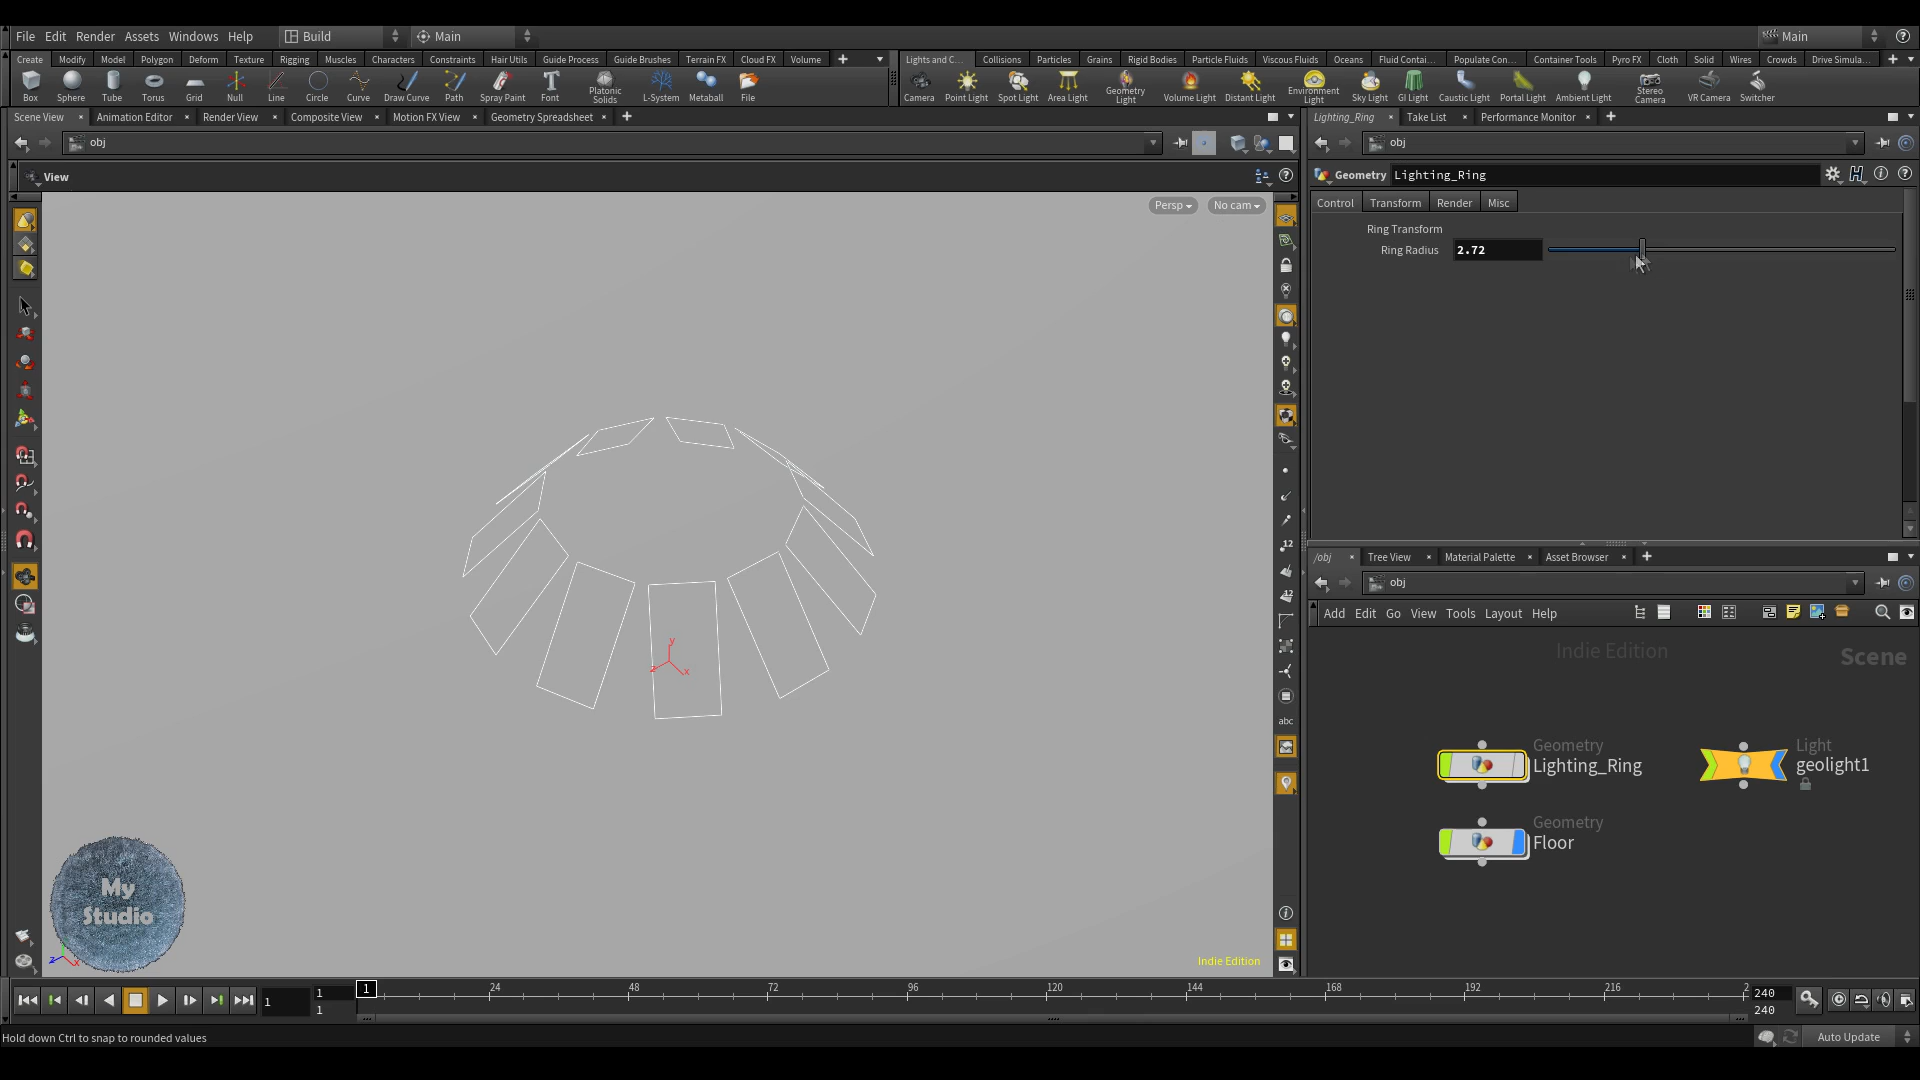 File Edit Render Assets Windows Help Build Main Main
Create Modify Model Polygon Deform Texture Rigging Muscles Characters Constraints Hair Utils Guide Process Guide Brushes Terrain FX Cloud FX Volume
Lights and C... Collisions Particles Grains Rigid Bodies Particle Fluids Viscous Fluids Oceans Fluid Contai... Populate Con... Container Tools Pyro FX Cloth Solid Wires Crowds Drive Simula...
Box Sphere Tube Torus Grid Null Line Circle Curve Draw Curve Path Spray Paint Font Platonic Solids L-System Metaball File
Camera Point Light Spot Light Area Light Geometry Light Volume Light Distant Light Environment Light Sky Light GI Light Caustic Light Portal Light Ambient Light Stereo Camera VR Camera Switcher
Scene View Animation Editor Render View Composite View Motion FX View Geometry Spreadsheet
Lighting_Ring Take List Performance Monitor
obj
obj
View
Geometry Lighting_Ring
Persp No cam
Control Transform Render Misc
Ring Transform
Ring Radius 2.72
12
12
abc
y
z
x
/obj Tree View Material Palette Asset Browser
obj
Add Edit Go View Tools Layout Help
Indie Edition
Scene
Geometry
Lighting_Ring
Light
geolight1
Geometry
Floor
My
Studio
z x
Indie Edition
1 1 1 1 24 48 72 96 120 144 168 192 216 2 240
240
Hold down Ctrl to snap to rounded values
Auto Update